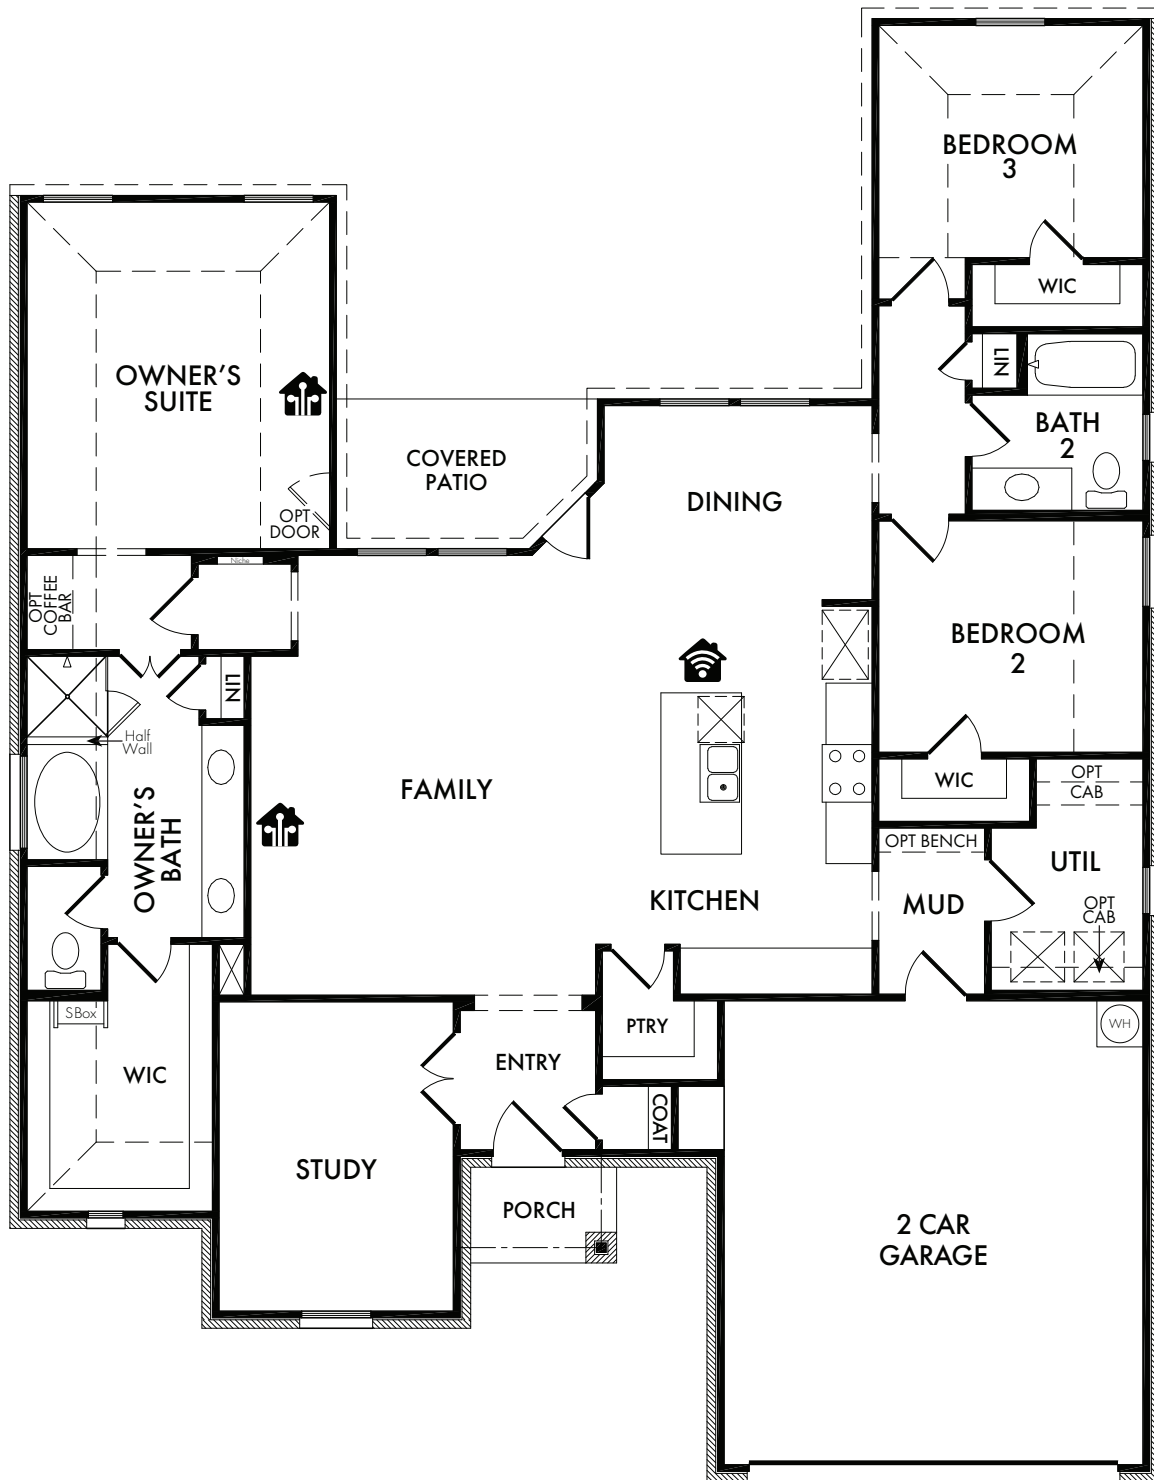 BEDROOM
3
WIC
LIN
BATH
2
OWNER'S
SUITE
COVERED
PATIO
DINING
OPT
DOOR
Niche
OPT
COFFEE
BAR
BEDROOM
2
LIN
Half
Wall
FAMILY
WIC
OPT
CAB
OWNER'S
BATH
OPT BENCH
UTIL
KITCHEN
MUD
OPT
CAB
SBox
PTRY
WH
WIC
ENTRY
COAT
STUDY
PORCH
2 CAR
GARAGE